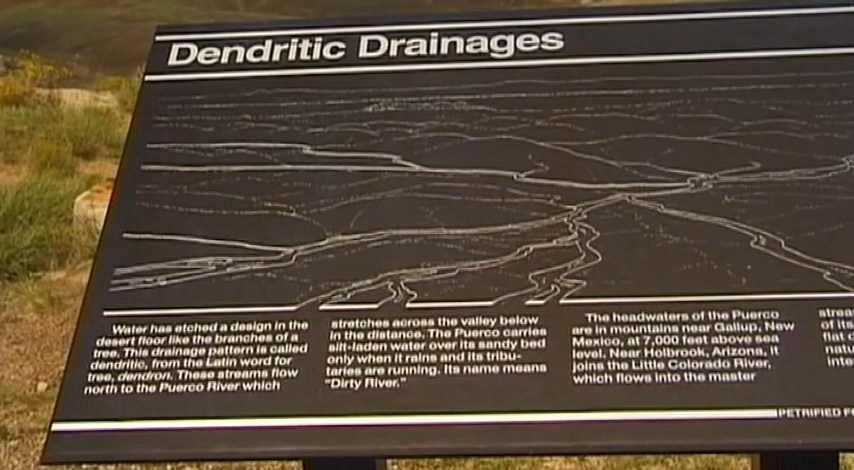 Dendritic Drainages
Water has etched a design in the
desert floor like the branches of a
tree. This drainage pattern is called
dendritic, from the Latin word for
tree, dendron. These streams flow
north to the Puerco River which
stretches across the valley below
in the distance. The Puerco carries
silt-laden water over its sandy bed
only when it rains and its tribu-
taries are running. Its name means
"Dirty River."
The headwaters of the Puerco
are in mountains near Gallup, New
Mexico, at 7,000 feet above sea
level. Near Holbrook, Arizona, it
joins the Little Colorado River,
which flows into the master
of its
PETRIFIED